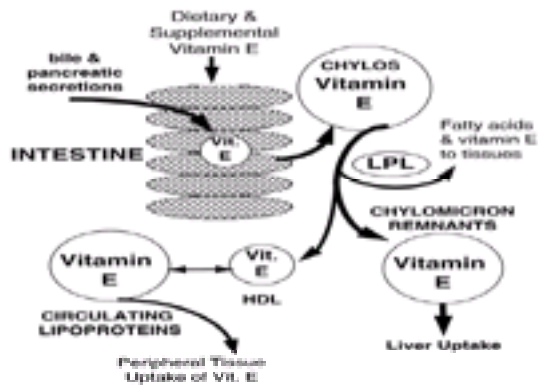 Dietary &
Supplemental
Vitamin E
bile &
pancreatic
secretions
INTESTINE
Vit.
E
CHYLOS
Vitamin
E
Fatty acids
& vitamin E
to tissues
LPL
CHYLOMICRON
REMNANTS
Vitamin
E
Liver Uptake
Vit.
E
HDL
Vitamin
E
CIRCULATING
LIPOPROTEINS
Peripheral Tissue
Uptake of Vit. E